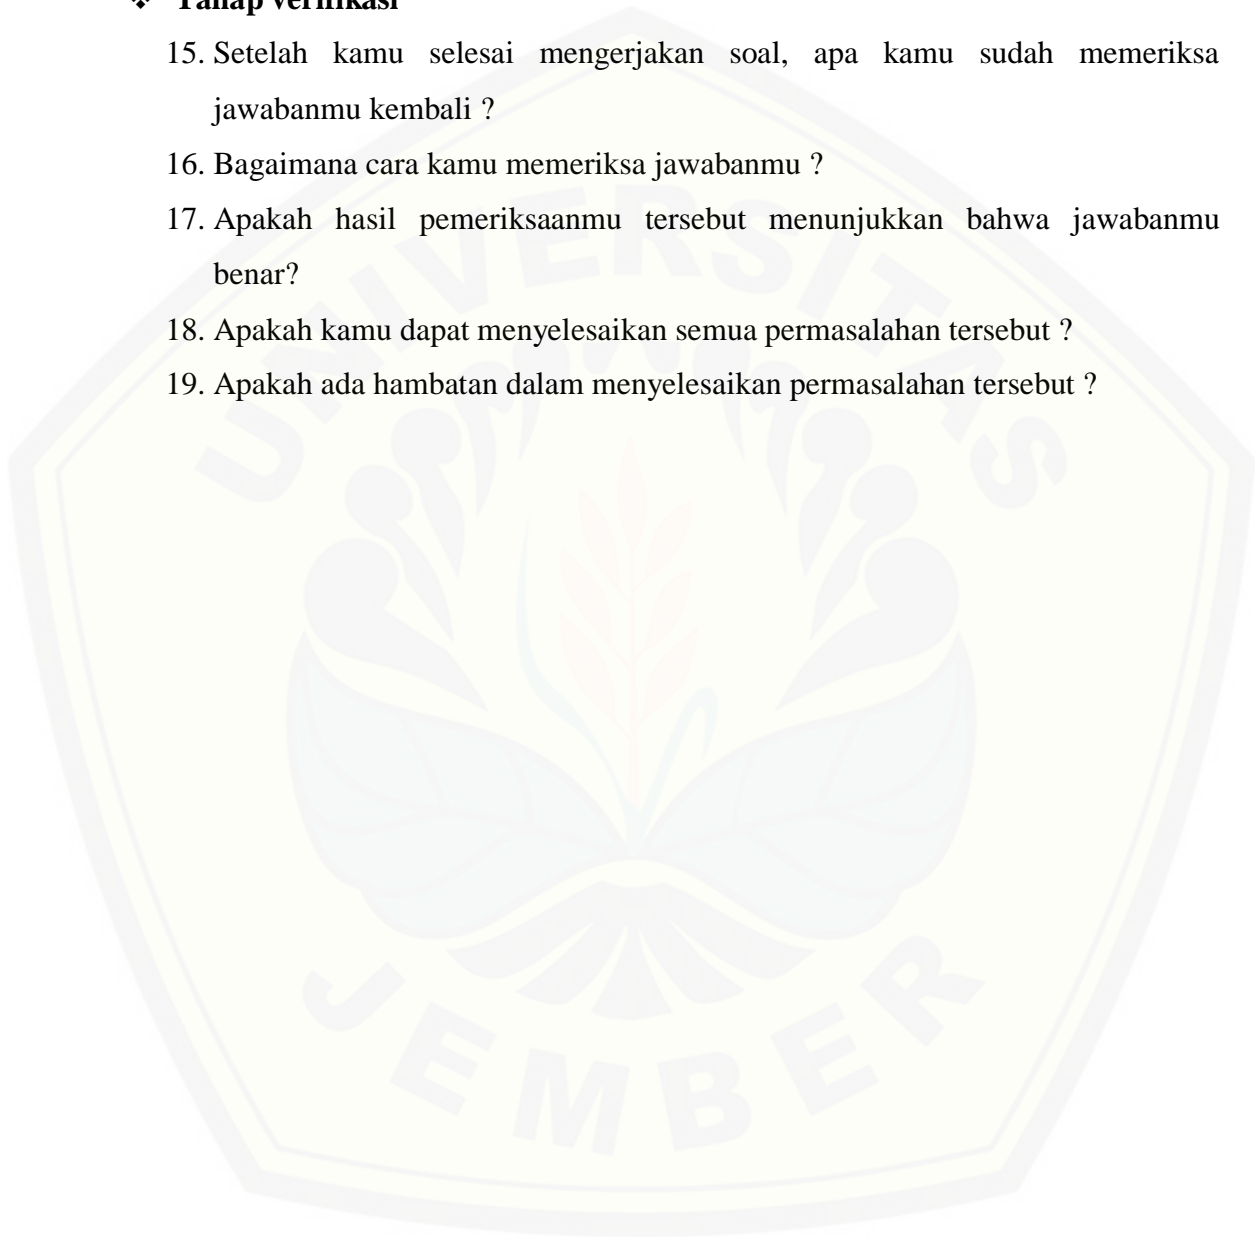 ❖ Tahap verifikasi
15. Setelah kamu selesai mengerjakan soal, apa kamu sudah memeriksa
jawabanmu kembali ?
16. Bagaimana cara kamu memeriksa jawabanmu ?
17. Apakah hasil pemeriksaanmu tersebut menunjukkan bahwa jawabanmu
benar?
18. Apakah kamu dapat menyelesaikan semua permasalahan tersebut ?
19. Apakah ada hambatan dalam menyelesaikan permasalahan tersebut ?
UNIVERSITAS
JEMBER